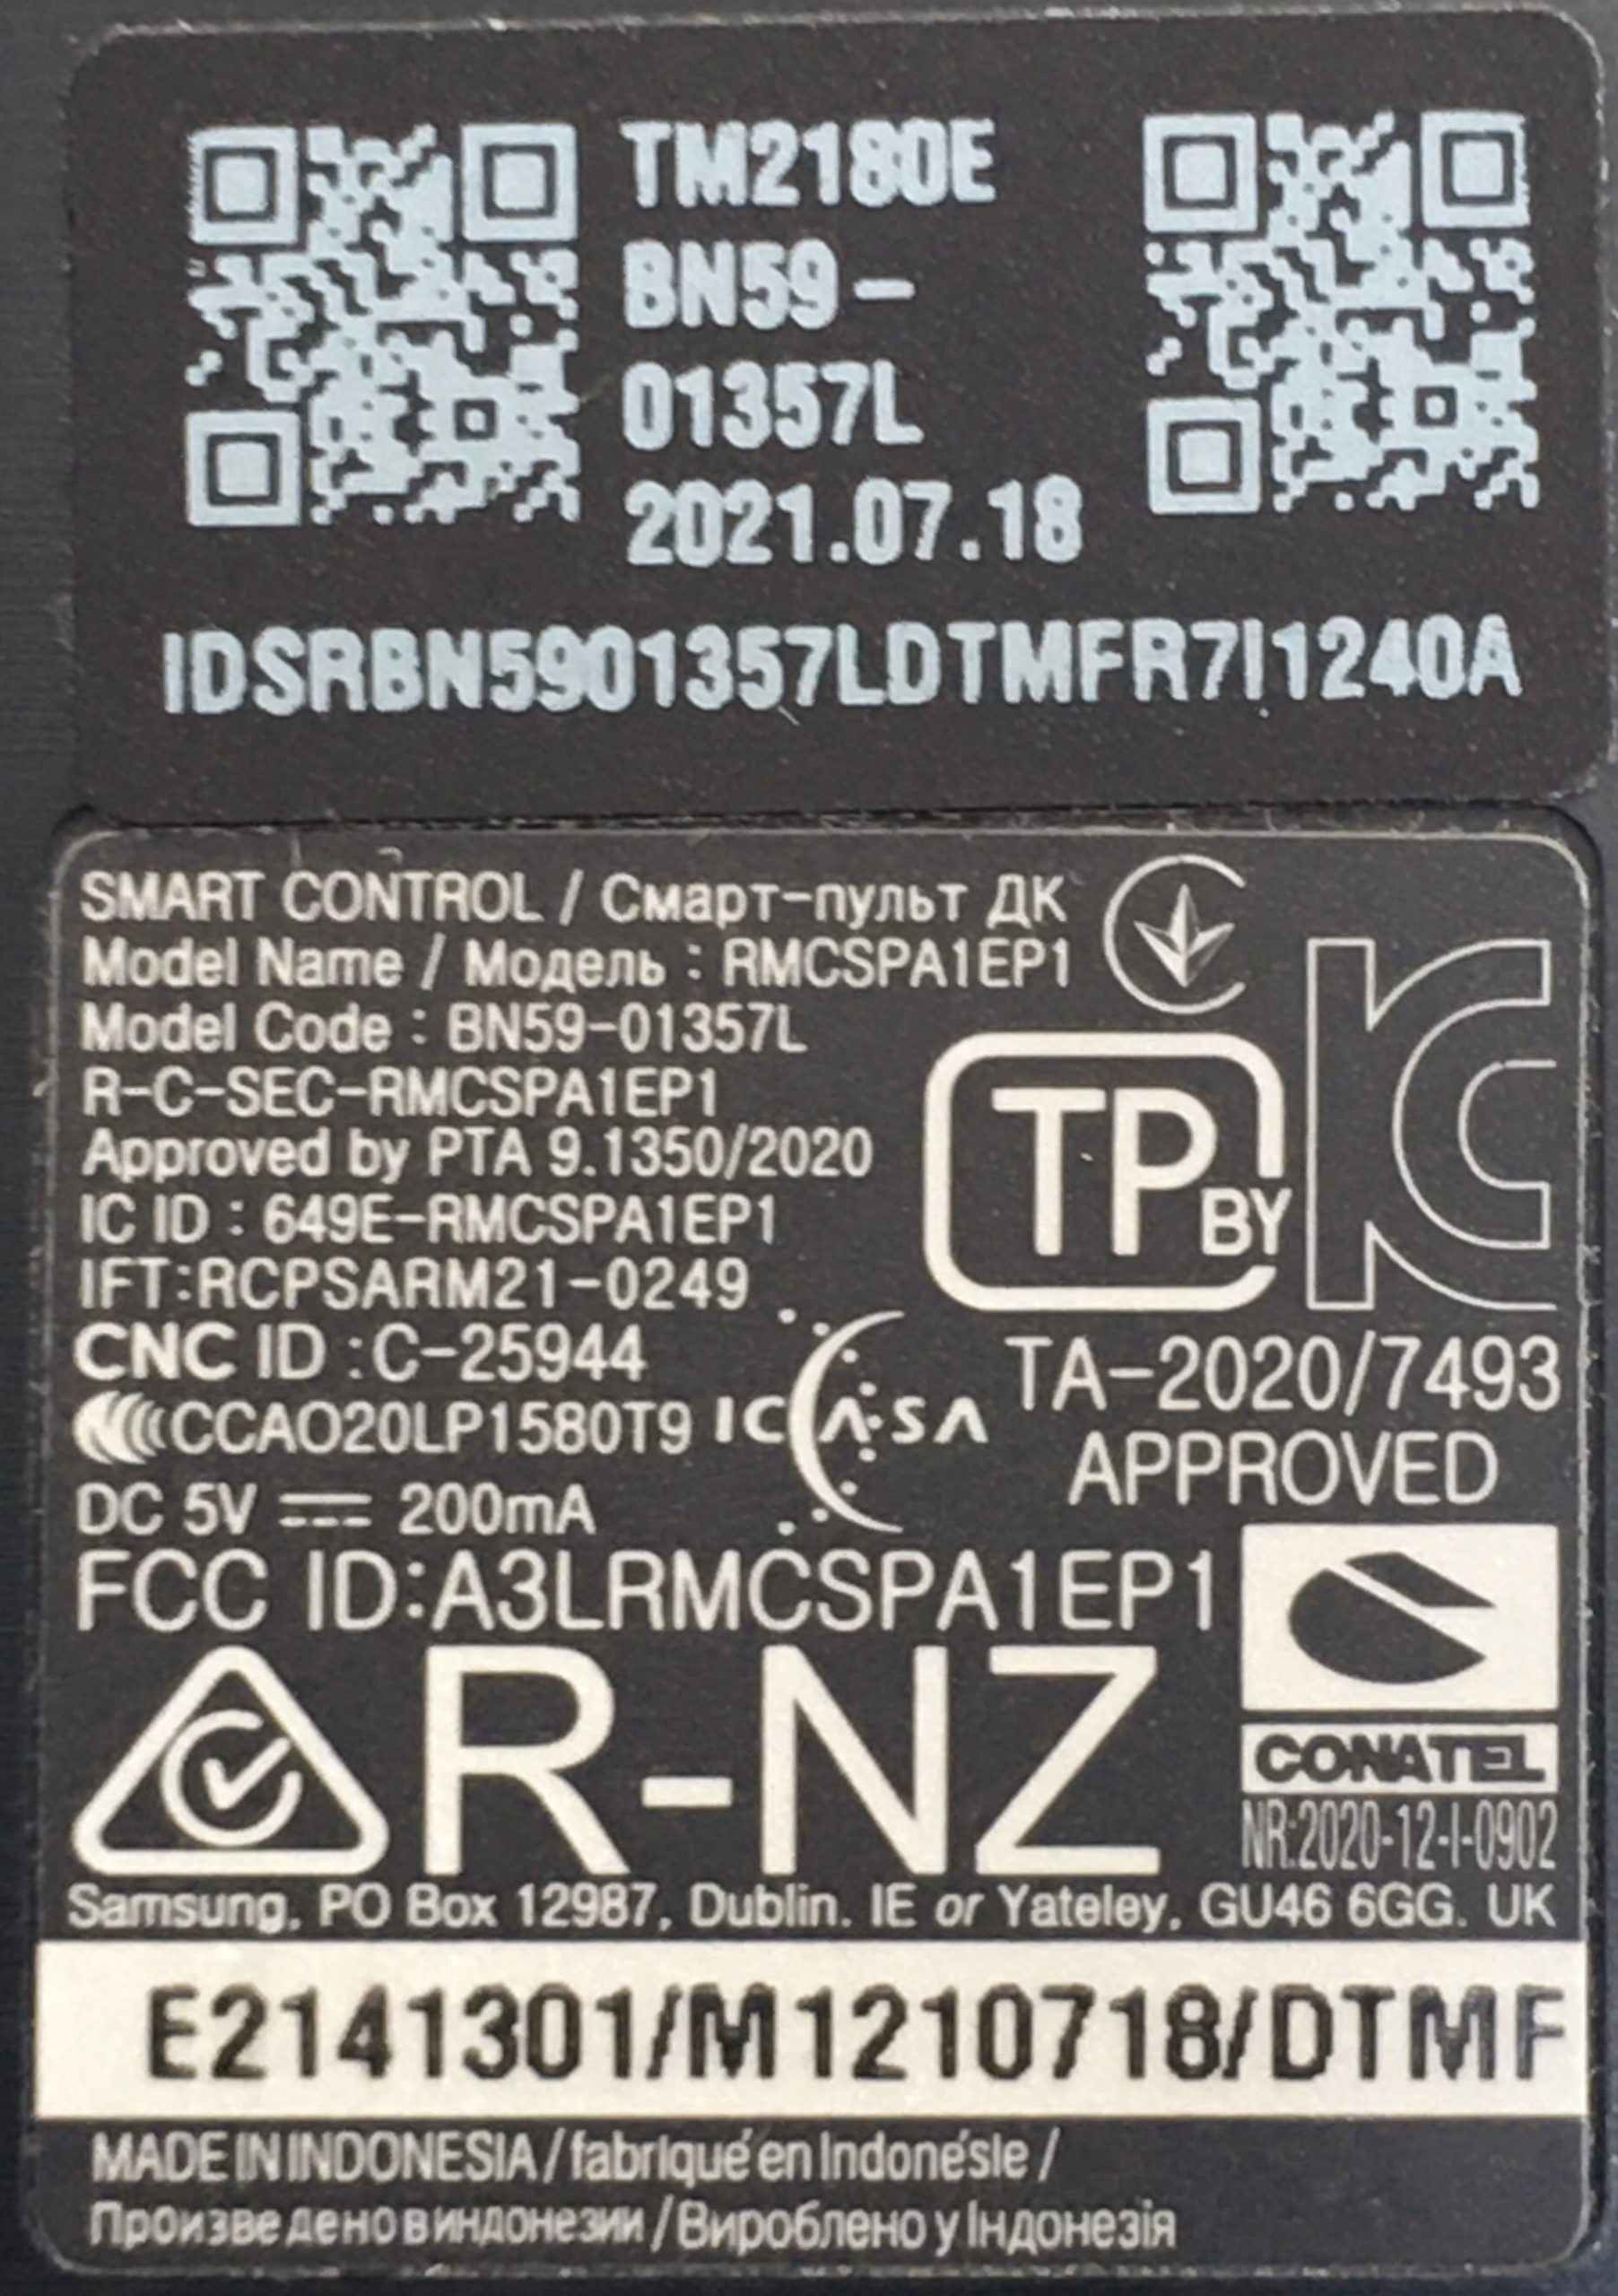 TM2180E
BN59-
01357L
2021.07.18
IDSRBN5901357LDTMFR7I1240A
SMART CONTROL / Смарт-пульт ДК
Model Name / Модель : RMCSPA1EP1
Model Code : BN59-01357L
R-C-SEC-RMCSPA1EP1
Approved by PTA 9.1350/2020
IC ID : 649E-RMCSPA1EP1
IFT:RCPSARM21-0249
CNC ID :C-25944
CCAO20LP1580T9
DC 5V 200mA
TP BY
ICASA
TA-2020/7493
APPROVED
FCC ID:A3LRMCSPA1EP1
R-NZ
CONATEL
NR:2020-12-I-0902
Samsung, PO Box 12987, Dublin. IE or Yateley, GU46 6GG. UK
E2141301/M1210718/DTMF
MADE IN INDONESIA / fabriqué en Indonésie /
Произведено в индонезии / Вироблено у Індонезія